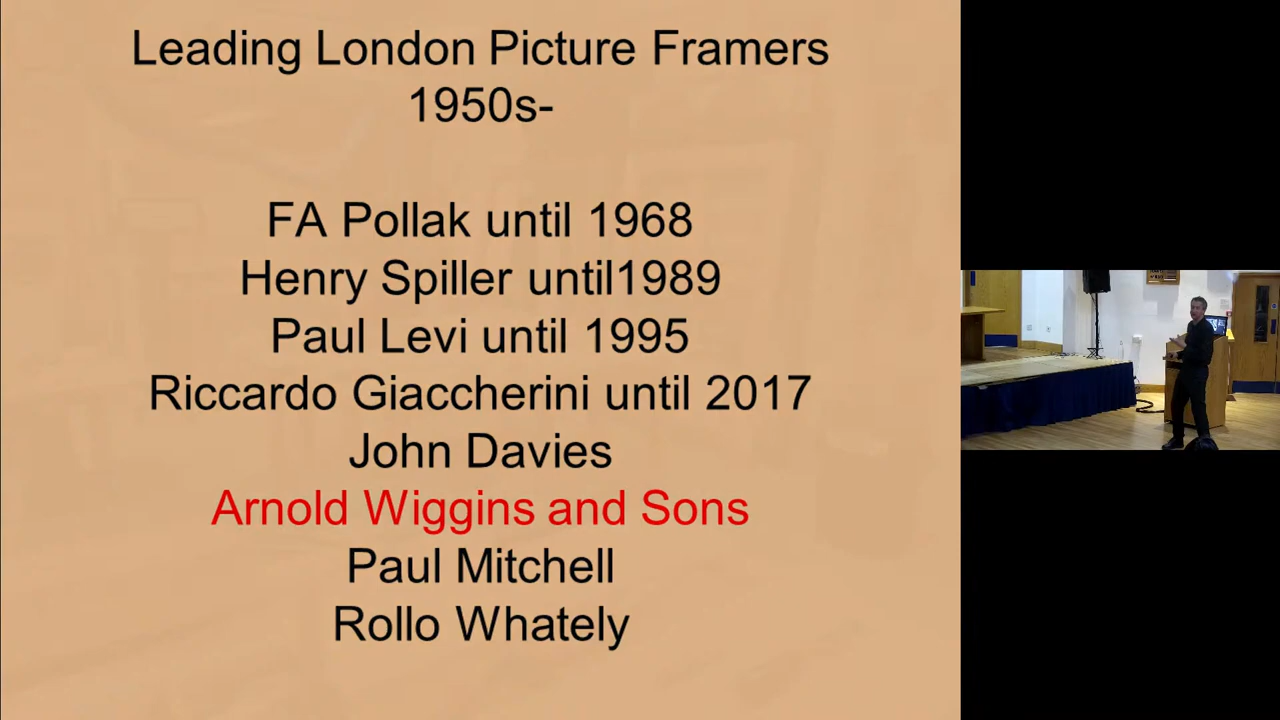 Leading London Picture Framers
1950s-
FA Pollak until 1968
Henry Spiller until1989
Paul Levi until 1995
Riccardo Giaccherini until 2017
John Davies
Arnold Wiggins and Sons
Paul Mitchell
Rollo Whately